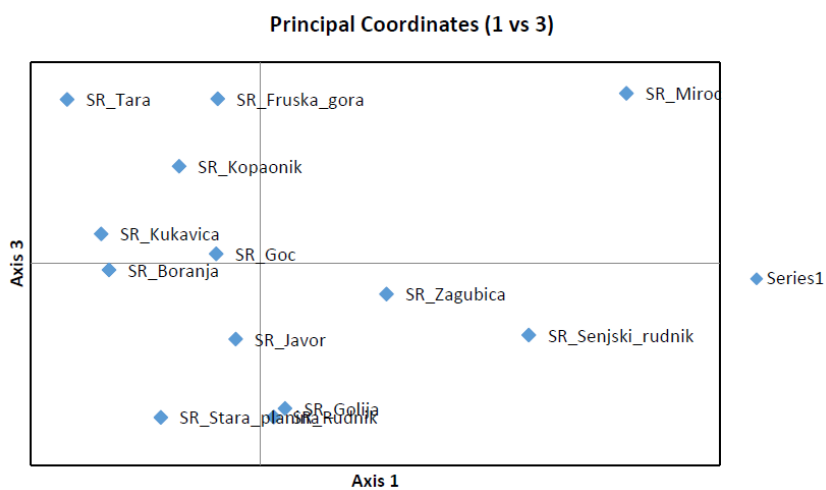 Principal Coordinates (1 vs 3)
SR_Tara
SR_Fruska_gora
SR_Miroc
SR_Kopaonik
SR_Kukavica
SR_Goc
SR_Boranja
SR_Zagubica
SR_Senjski_rudnik
SR_Javor
SR_Golija
SR_Stara_planina
SR_Rudnik
Axis 3
Axis 1
Series1